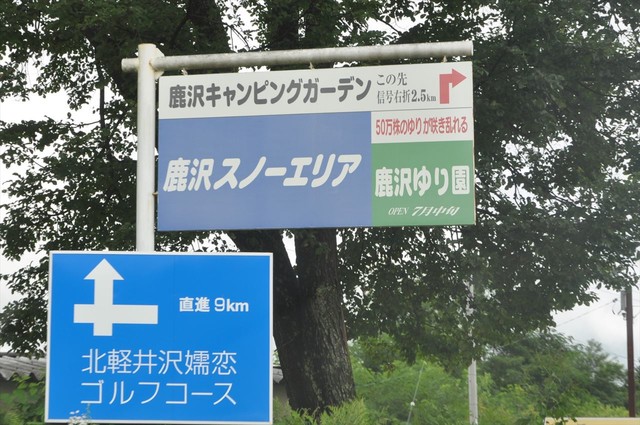 鹿沢キャンピングガーデン
この先
信号右折2.5km
50万株のゆりが咲き乱れる
鹿沢スノーエリア
鹿沢ゆり園
OPEN 7月中旬
直進9km
北軽井沢嬬恋
ゴルフコース